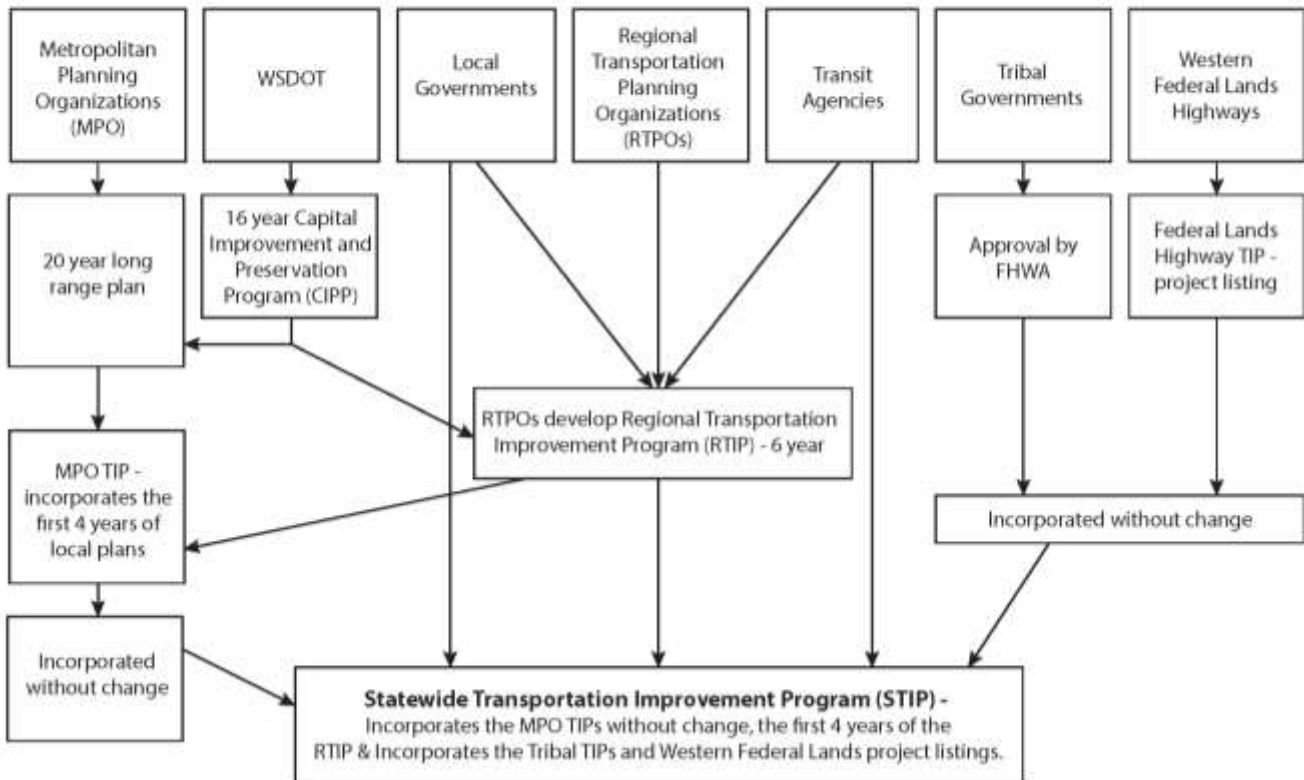 Metropolitan
Planning
Organizations
(MPO)
WSDOT
Local
Governments
Regional
Transportation
Planning
Organizations
(RTPOs)
Transit
Agencies
Tribal
Governments
Western
Federal Lands
Highways
20 year long
range plan
16 year Capital
Improvement and
Preservation
Program (CIPP)
Approval by
FHWA
Federal Lands
Highway TIP -
project listing
RTPOs develop Regional Transportation
Improvement Program (RTIP) - 6 year
MPO TIP -
incorporates the
first 4 years of
local plans
Incorporated without change
Incorporated
without change
Statewide Transportation Improvement Program (STIP) -
Incorporates the MPO TIPs without change, the first 4 years of the
RTIP & Incorporates the Tribal TIPs and Western Federal Lands project listings.